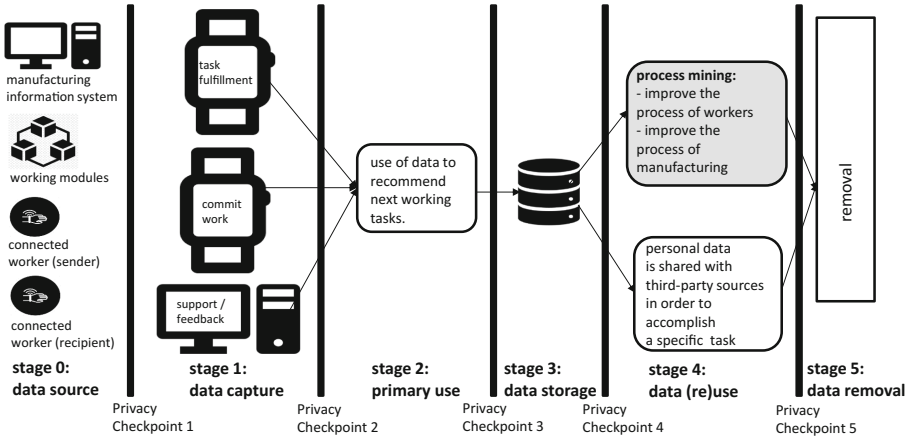 manufacturing
information system
working modules
connected
worker (sender)
connected
worker (recipient)
stage 0:
data source
Privacy
Checkpoint 1
task
fulfillment
commit
work
support /
feedback
stage 1:
data capture
Privacy
Checkpoint 2
use of data to
recommend
next working
tasks.
stage 2:
primary use
Privacy
Checkpoint 3
stage 3:
data storage
Privacy
Checkpoint 4
process mining:
- improve the
process of workers
- improve the
process of
manufacturing
personal data
is shared with
third-party sources
in order to
accomplish
a specific task
stage 4:
data (re)use
Privacy
Checkpoint 5
removal
stage 5:
data removal